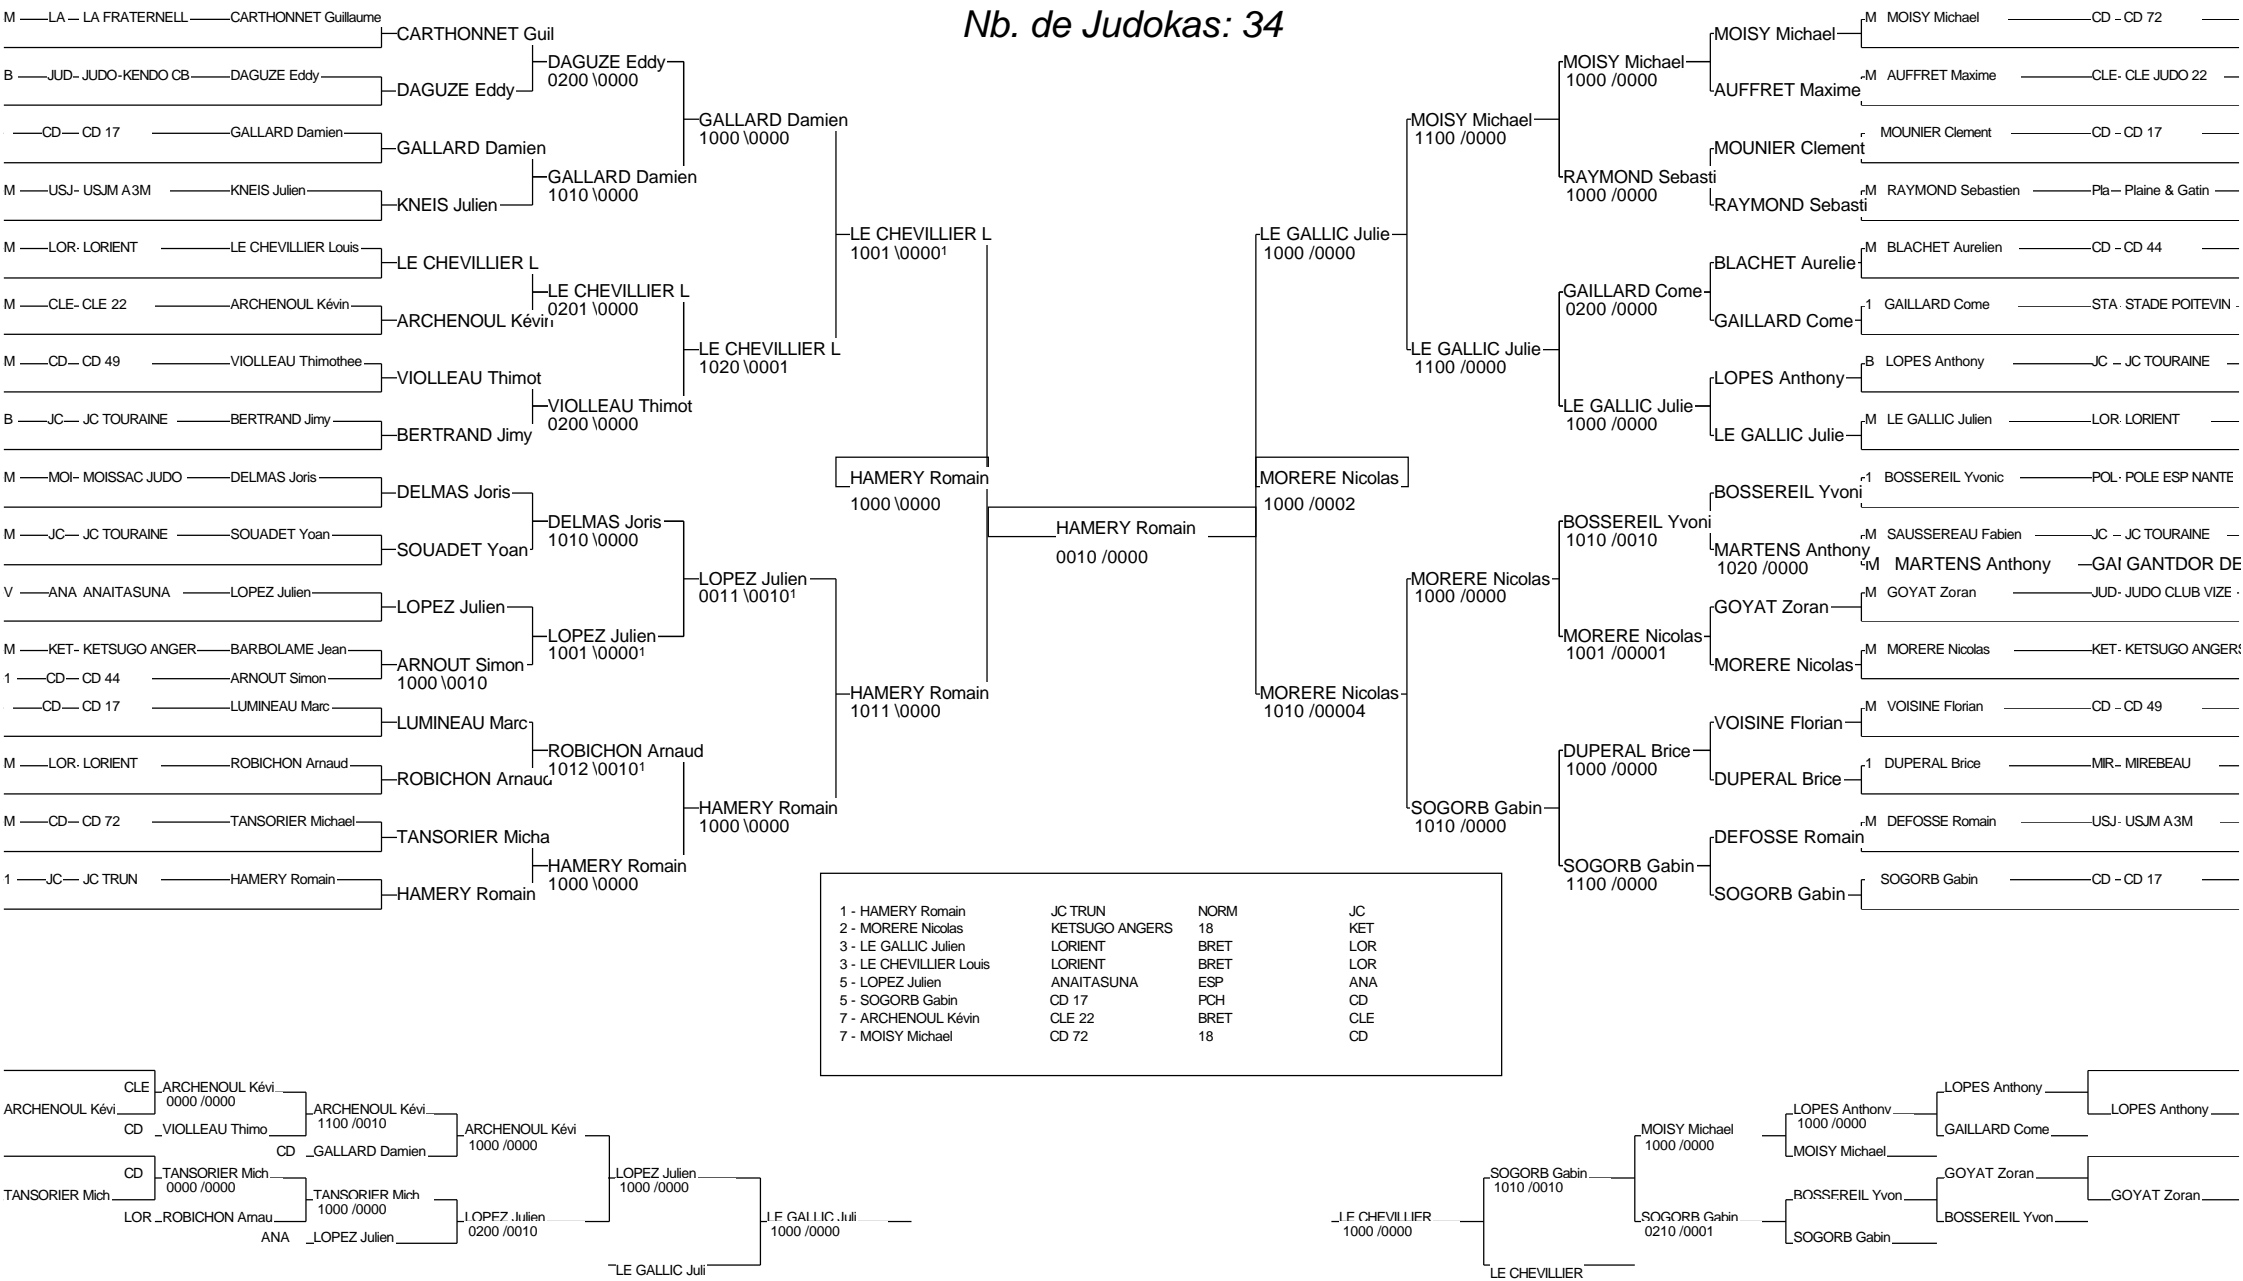 Nb. de Judokas: 34
M LA LA FRATERNELL CARTHONNET Guillaume
CARTHONNET Guil
DAGUZE Eddy
0200 \0000
B JUD JUDO-KENDO CB DAGUZE Eddy
DAGUZE Eddy
GALLARD Damien
1000 \0000
CD CD 17 GALLARD Damien
GALLARD Damien
GALLARD Damien
1010 \0000
M USJ USJM A3M KNEIS Julien
KNEIS Julien
LE CHEVILLIER L
1001 \0000¹
M LOR LORIENT LE CHEVILLIER Louis
LE CHEVILLIER L
LE CHEVILLIER L
0201 \0000
M CLE CLE 22 ARCHENOUL Kévin
ARCHENOUL Kévin
LE CHEVILLIER L
1020 \0001
M CD CD 49 VIOLLEAU Thimothee
VIOLLEAU Thimot
VIOLLEAU Thimot
0200 \0000
B JC JC TOURAINE BERTRAND Jimy
BERTRAND Jimy
HAMERY Romain
1000 \0000
M MOI MOISSAC JUDO DELMAS Joris
DELMAS Joris
DELMAS Joris
1010 \0000
M JC JC TOURAINE SOUADET Yoan
SOUADET Yoan
LOPEZ Julien
0011 \0010¹
V ANA ANAITASUNA LOPEZ Julien
LOPEZ Julien
LOPEZ Julien
1001 \0000¹
M KET KETSUGO ANGER BARBOLAME Jean
ARNOUT Simon
1000 \0010
1 CD CD 44 ARNOUT Simon
HAMERY Romain
1011 \0000
CD CD 17 LUMINEAU Marc
LUMINEAU Marc
ROBICHON Arnaud
1012 \0010¹
M LOR LORIENT ROBICHON Arnaud
ROBICHON Arnaud
HAMERY Romain
1000 \0000
M CD CD 72 TANSORIER Michael
TANSORIER Micha
HAMERY Romain
1000 \0000
1 JC JC TRUN HAMERY Romain
HAMERY Romain
HAMERY Romain
0010 /0000
MORERE Nicolas
1000 /0002
M MOISY Michael CD CD 72
MOISY Michael
MOISY Michael
1000 /0000
M AUFFRET Maxime CLE CLE JUDO 22
AUFFRET Maxime
MOISY Michael
1100 /0000
MOUNIER Clement CD CD 17
MOUNIER Clement
RAYMOND Sebasti
1000 /0000
M RAYMOND Sebastien Pla Plaine & Gatin
RAYMOND Sebasti
LE GALLIC Julie
1000 /0000
M BLACHET Aurelien CD CD 44
BLACHET Aurelie
GAILLARD Come
0200 /0000
1 GAILLARD Come STA STADE POITEVIN
GAILLARD Come
LE GALLIC Julie
1100 /0000
B LOPES Anthony JC JC TOURAINE
LOPES Anthony
LE GALLIC Julie
1000 /0000
M LE GALLIC Julien LOR LORIENT
LE GALLIC Julie
1 BOSSEREIL Yvonic POL POLE ESP NANTE
BOSSEREIL Yvoni
BOSSEREIL Yvoni
1010 /0010
M SAUSSEREAU Fabien JC JC TOURAINE
MARTENS Anthony
1020 /0000
M MARTENS Anthony GAI GANTDOR DE
MORERE Nicolas
1000 /0000
M GOYAT Zoran JUD JUDO CLUB VIZE
GOYAT Zoran
MORERE Nicolas
1001 /00001
M MORERE Nicolas KET KETSUGO ANGERS
MORERE Nicolas
MORERE Nicolas
1010 /00004
M VOISINE Florian CD CD 49
VOISINE Florian
DUPERAL Brice
1000 /0000
1 DUPERAL Brice MIR MIREBEAU
DUPERAL Brice
SOGORB Gabin
1010 /0000
M DEFOSSE Romain USJ USJM A3M
DEFOSSE Romain
SOGORB Gabin
1100 /0000
SOGORB Gabin CD CD 17
SOGORB Gabin
1 - HAMERY Romain JC TRUN NORM JC
2 - MORERE Nicolas KETSUGO ANGERS 18 KET
3 - LE GALLIC Julien LORIENT BRET LOR
3 - LE CHEVILLIER Louis LORIENT BRET LOR
5 - LOPEZ Julien ANAITASUNA ESP ANA
5 - SOGORB Gabin CD 17 PCH CD
7 - ARCHENOUL Kévin CLE 22 BRET CLE
7 - MOISY Michael CD 72 18 CD
CLE ARCHENOUL Kévi
0000 /0000
ARCHENOUL Kévi
ARCHENOUL Kévi
1100 /0010
CD VIOLLEAU Thimo
ARCHENOUL Kévi
1000 /0000
CD GALLARD Damien
CD TANSORIER Mich
0000 /0000
LOPEZ Julien
1000 /0000
TANSORIER Mich
TANSORIER Mich
1000 /0000
LOR ROBICHON Arnau
LOPEZ Julien
0200 /0010
LE GALLIC Juli
1000 /0000
ANA LOPEZ Julien
LE GALLIC Juli
LOPES Anthony
LOPES Anthony
LOPES Anthony
1000 /0000
MOISY Michael
1000 /0000
GAILLARD Come
MOISY Michael
SOGORB Gabin
1010 /0010
GOYAT Zoran
GOYAT Zoran
BOSSEREIL Yvon
LE CHEVILLIER
1000 /0000
SOGORB Gabin
0210 /0001
BOSSEREIL Yvon
SOGORB Gabin
LE CHEVILLIER